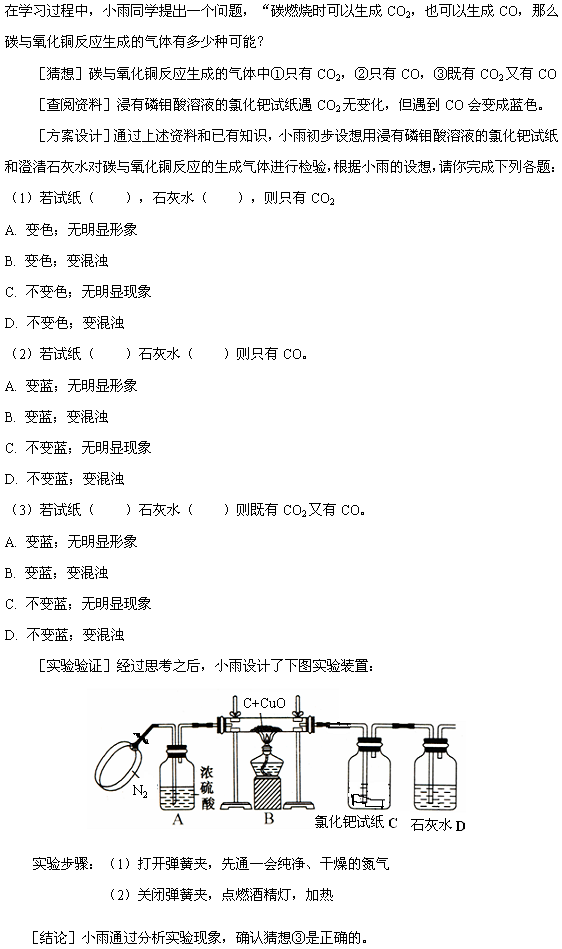 在学习过程中，小雨同学提出一个问题，“碳燃烧时可以生成 CO₂，也可以生成 CO，那么
碳与氧化铜反应生成的气体有多少种可能？
［猜想］碳与氧化铜反应生成的气体中①只有 CO₂，②只有 CO，③既有 CO₂ 又有 CO
［查阅资料］浸有磷钼酸溶液的氯化钯试纸遇 CO₂ 无变化，但遇到 CO 会变成蓝色。
［方案设计］通过上述资料和已有知识，小雨初步设想用浸有磷钼酸溶液的氯化钯试纸
和澄清石灰水对碳与氧化铜反应的生成气体进行检验，根据小雨的设想，请你完成下列各题：
（1）若试纸（　　），石灰水（　　），则只有 CO₂
A. 变色；无明显形象
B. 变色；变混浊
C. 不变色；无明显现象
D. 不变色；变混浊
（2）若试纸（　　）石灰水（　　）则只有 CO。
A. 变蓝；无明显形象
B. 变蓝；变混浊
C. 不变蓝；无明显现象
D. 不变蓝；变混浊
（3）若试纸（　　）石灰水（　　）则既有 CO₂ 又有 CO。
A. 变蓝；无明显形象
B. 变蓝；变混浊
C. 不变蓝；无明显现象
D. 不变蓝；变混浊
［实验验证］经过思考之后，小雨设计了下图实验装置：
C+CuO
N₂
浓硫酸
A
B
氯化钯试纸 C
石灰水 D
实验步骤：（1）打开弹簧夹，先通一会纯净、干燥的氮气
（2）关闭弹簧夹，点燃酒精灯，加热
［结论］小雨通过分析实验现象，确认猜想③是正确的。